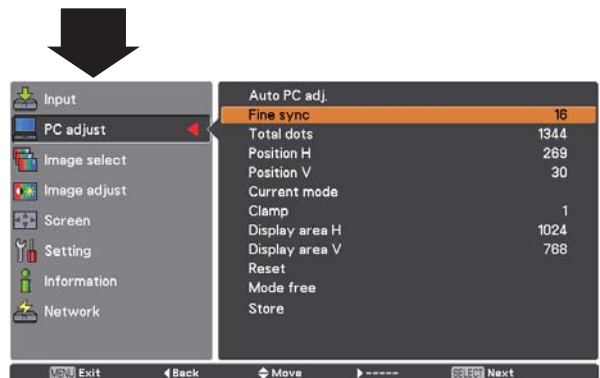 Input
PC adjust
Image select
Image adjust
Screen
Setting
Information
Network
Auto PC adj.
Fine sync 16
Total dots 1344
Position H 269
Position V 30
Current mode
Clamp 1
Display area H 1024
Display area V 768
Reset
Mode free
Store
MENU Exit Back Move ----- SELECT Next